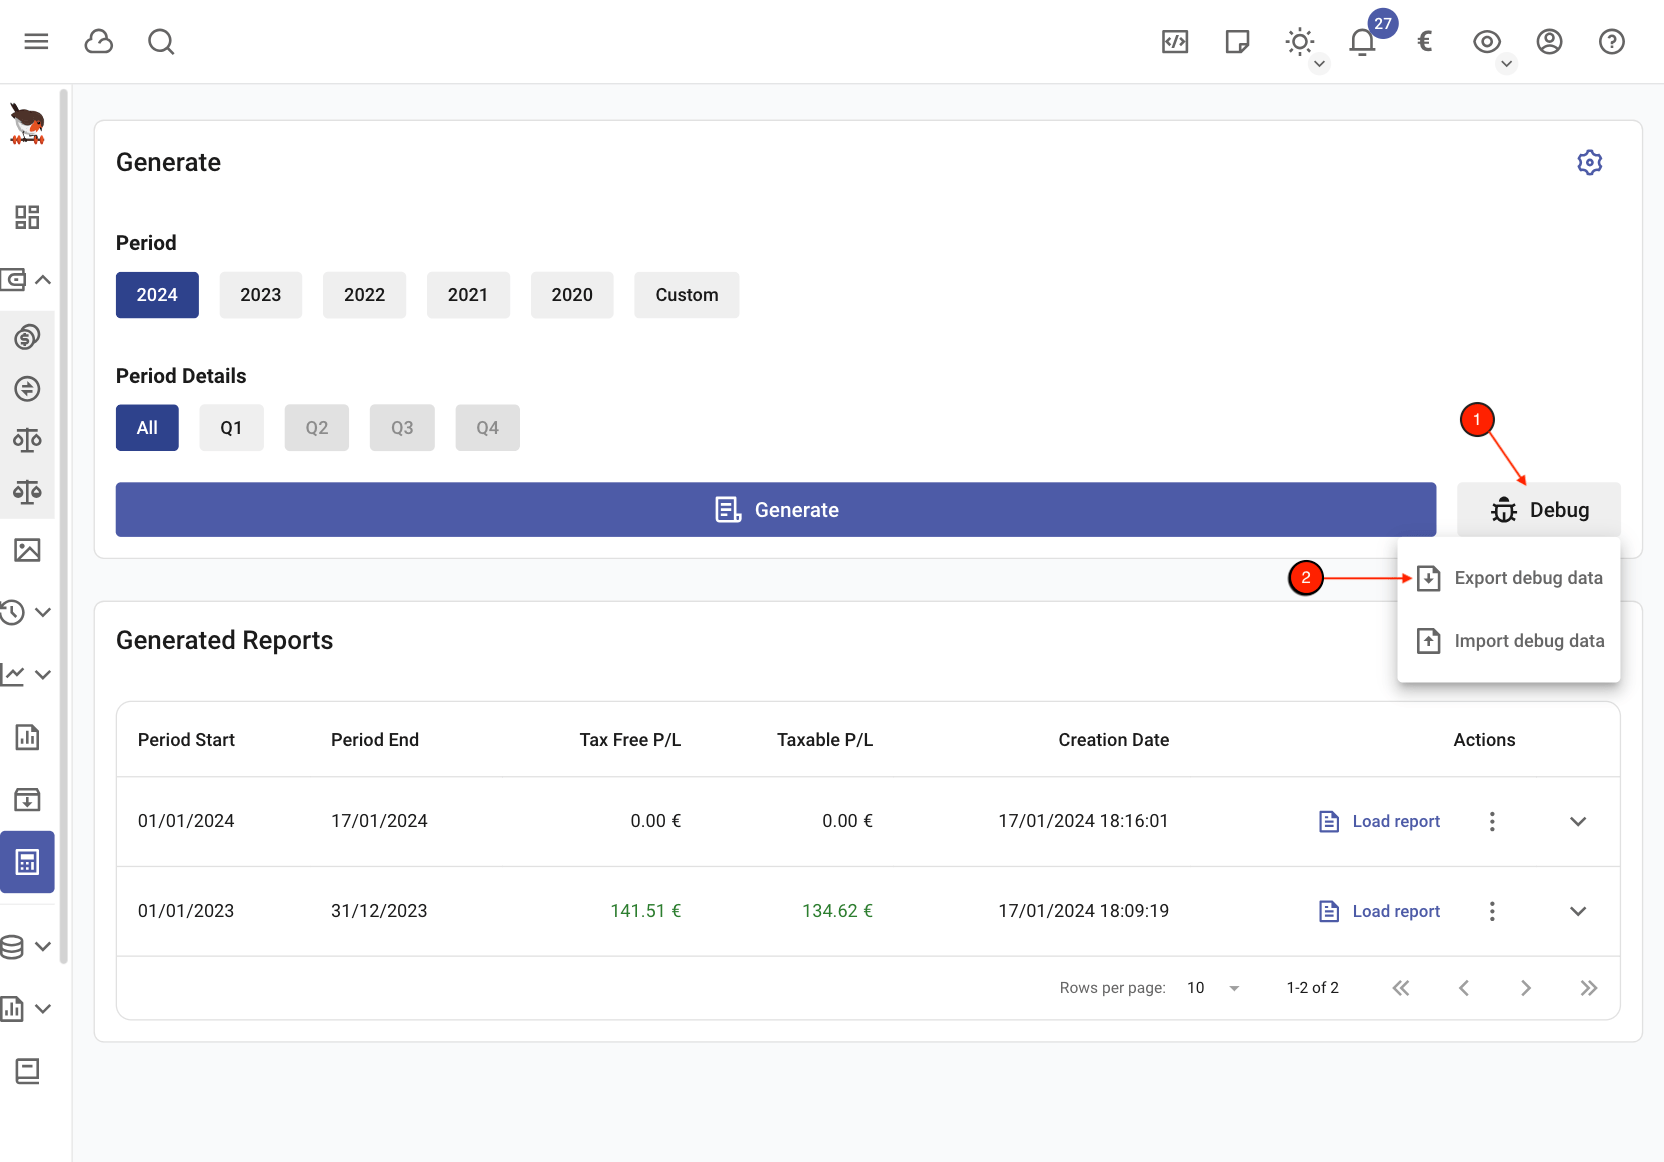 27
€
Generate
Period
2024 2023 2022 2021 2020 Custom
Period Details
All Q1 Q2 Q3 Q4
1
Generate
Debug
2
Export debug data
Import debug data
Generated Reports
Period Start Period End Tax Free P/L Taxable P/L Creation Date Actions
01/01/2024 17/01/2024 0.00 € 0.00 € 17/01/2024 18:16:01 Load report
01/01/2023 31/12/2023 141.51 € 134.62 € 17/01/2024 18:09:19 Load report
Rows per page: 10 1-2 of 2